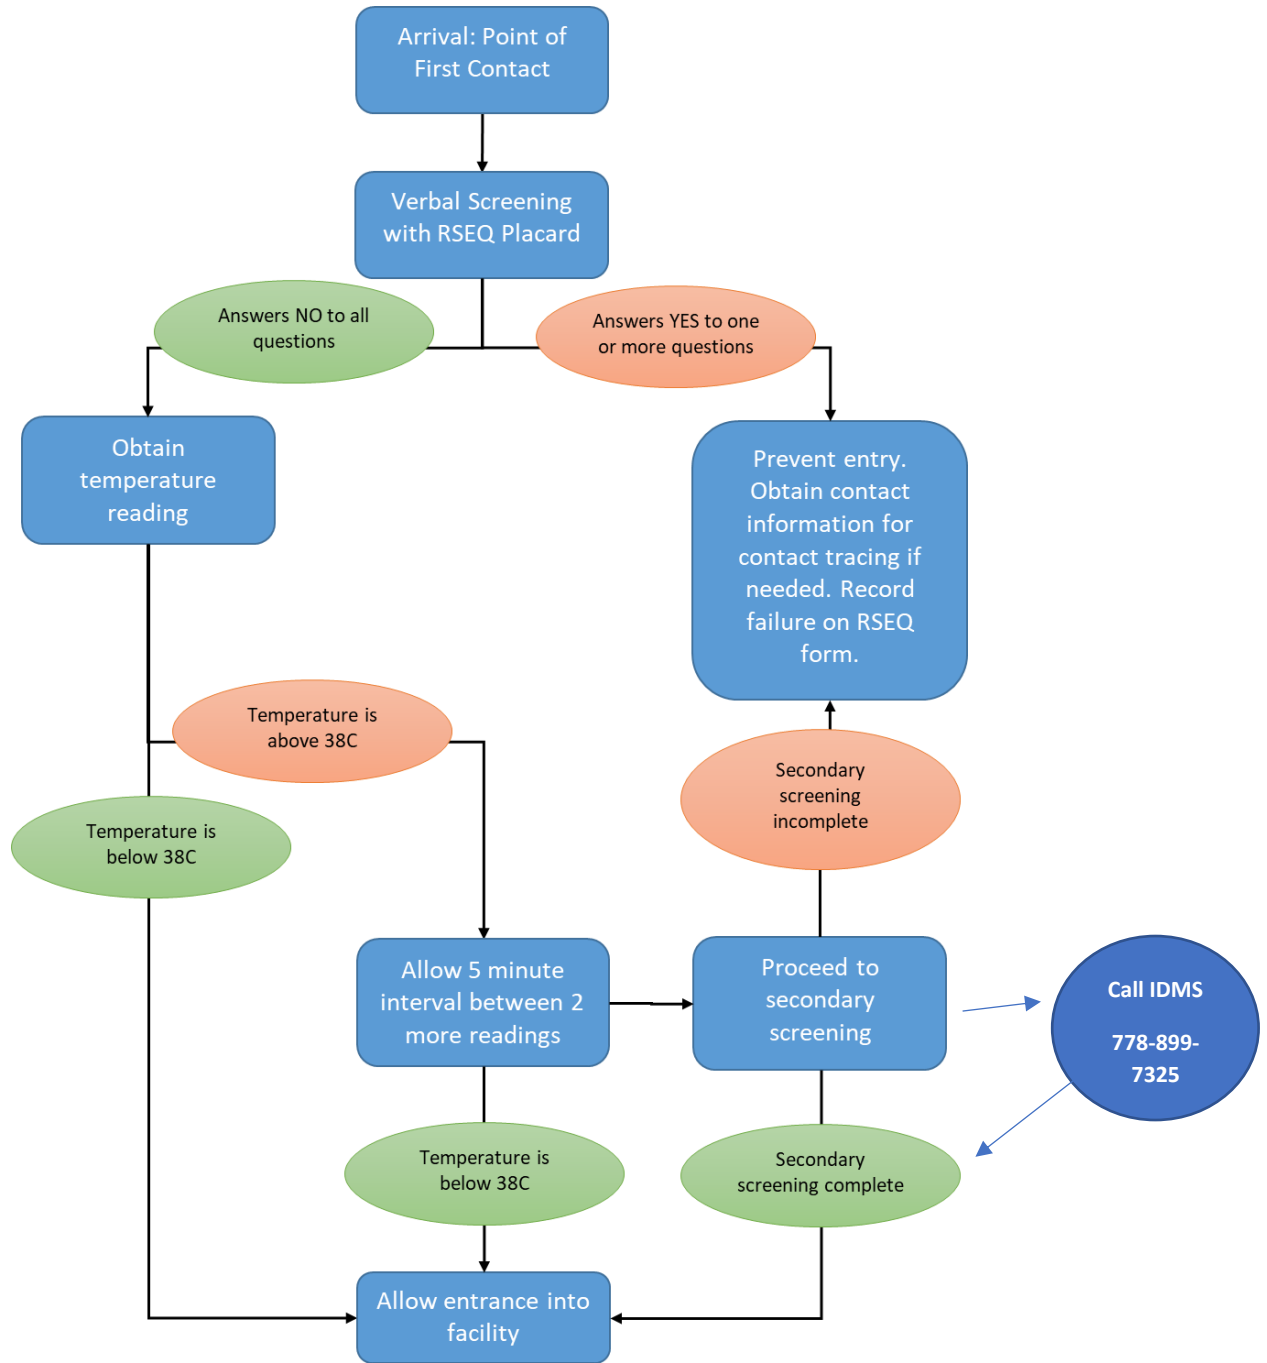 Arrival: Point of
First Contact
Verbal Screening
with RSEQ Placard
Answers NO to all
questions
Answers YES to one
or more questions
Obtain
temperature
reading
Prevent entry.
Obtain contact
information for
contact tracing if
needed. Record
failure on RSEQ
form.
Temperature is
above 38C
Secondary
screening
incomplete
Temperature is
below 38C
Allow 5 minute
interval between 2
more readings
Proceed to
secondary
screening
Call IDMS
778-899-
7325
Temperature is
below 38C
Secondary
screening complete
Allow entrance into
facility